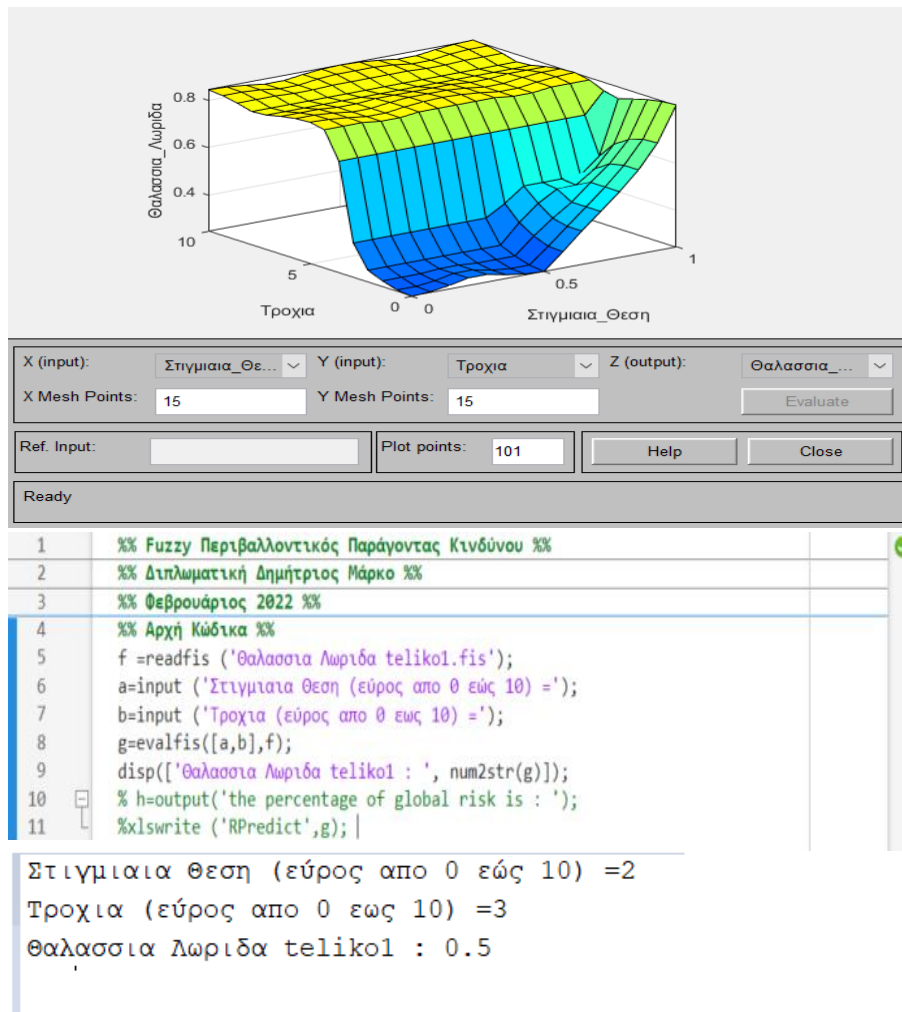 0.8
0.6
0.4
Θαλασσια_Λωριδα
10
5
0
0
0.5
1
Τροχια
Στιγμιαια_Θεση
X (input): Στιγμιαια_Θε... Y (input): Τροχια Z (output): Θαλασσια_...
X Mesh Points: 15 Y Mesh Points: 15 Evaluate
Ref. Input: Plot points: 101 Help Close
Ready
1 %% Fuzzy Περιβαλλοντικός Παράγοντας Κινδύνου %%
2 %% Διπλωματική Δημήτριος Μάρκο %%
3 %% Φεβρουάριος 2022 %%
4 %% Αρχή Κώδικα %%
5 f =readfis ('Θαλασσια Λωριδα teliko1.fis');
6 a=input ('Στιγμιαια Θεση (εύρος απο 0 εώς 10) =');
7 b=input ('Τροχια (εύρος απο 0 εως 10) =');
8 g=evalfis([a,b],f);
9 disp(['Θαλασσια Λωριδα teliko1 : ', num2str(g)]);
10 % h=output('the percentage of global risk is : ');
11 %xlswrite ('RPredict',g);
Στιγμιαια Θεση (εύρος απο 0 εώς 10) =2
Τροχια (εύρος απο 0 εως 10) =3
Θαλασσια Λωριδα teliko1 : 0.5